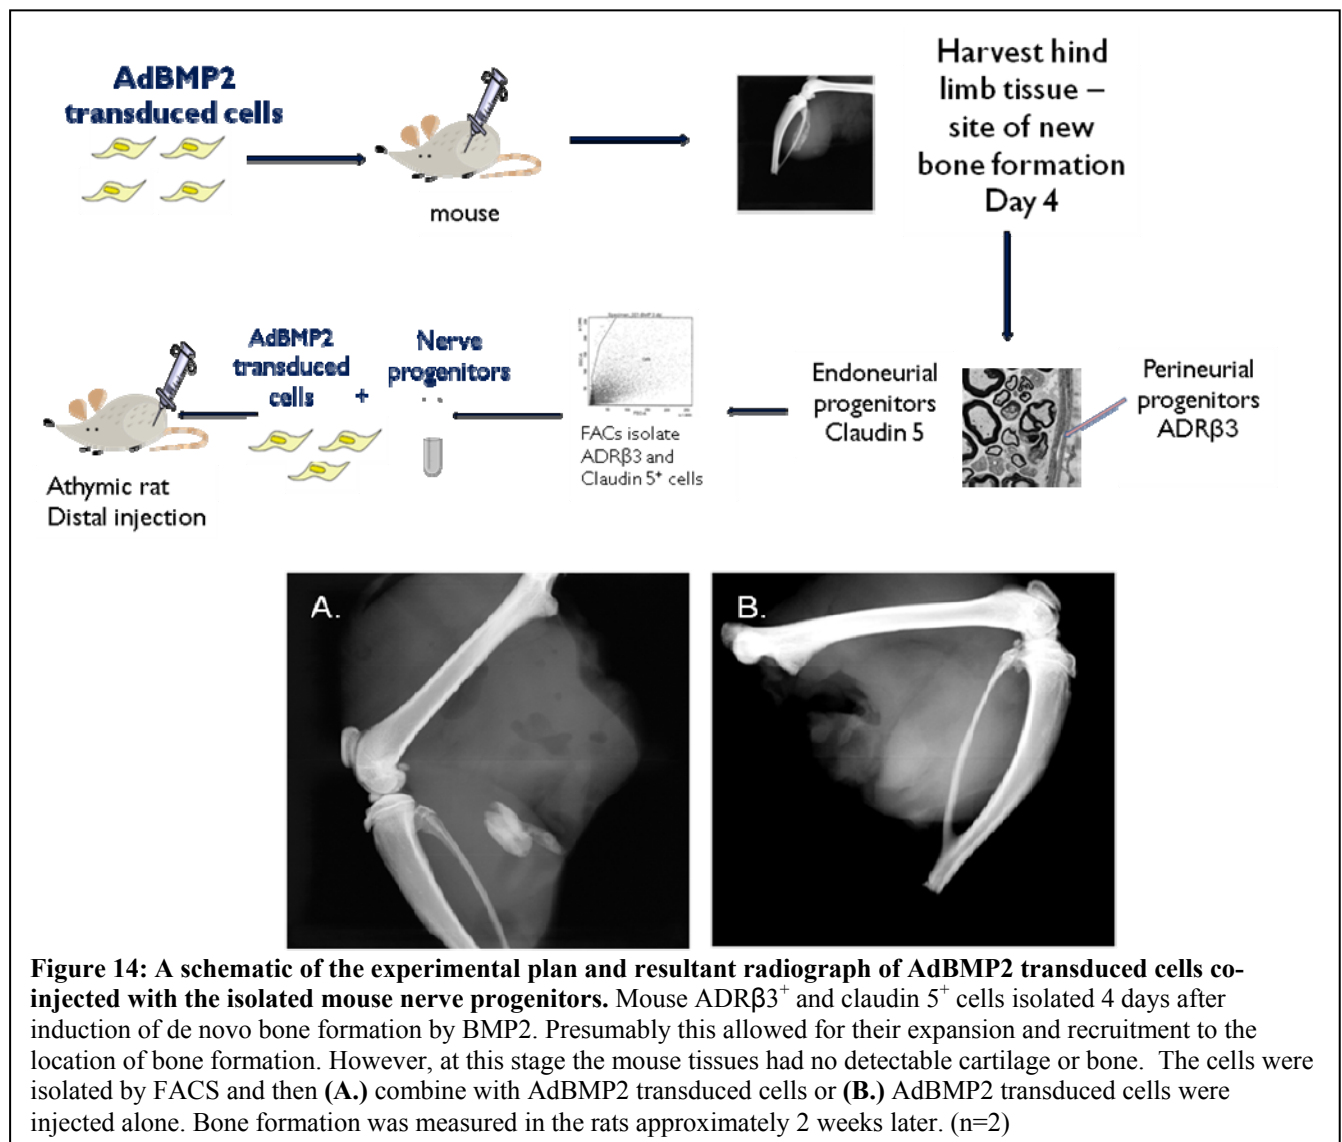 AdBMP2
transduced cells
mouse
Harvest hind
limb tissue –
site of new
bone formation
Day 4
Perineurial
progenitors
ADRβ3
Endoneurial
progenitors
Claudin 5
FACs isolate
ADRβ3 and
Claudin 5⁺ cells
Nerve
progenitors
+
AdBMP2
transduced
cells
Athymic rat
Distal injection
A.
B.
Figure 14: A schematic of the experimental plan and resultant radiograph of AdBMP2 transduced cells co-
injected with the isolated mouse nerve progenitors. Mouse ADRβ3⁺ and claudin 5⁺ cells isolated 4 days after
induction of de novo bone formation by BMP2. Presumably this allowed for their expansion and recruitment to the
location of bone formation. However, at this stage the mouse tissues had no detectable cartilage or bone. The cells were
isolated by FACS and then (A.) combine with AdBMP2 transduced cells or (B.) AdBMP2 transduced cells were
injected alone. Bone formation was measured in the rats approximately 2 weeks later. (n=2)